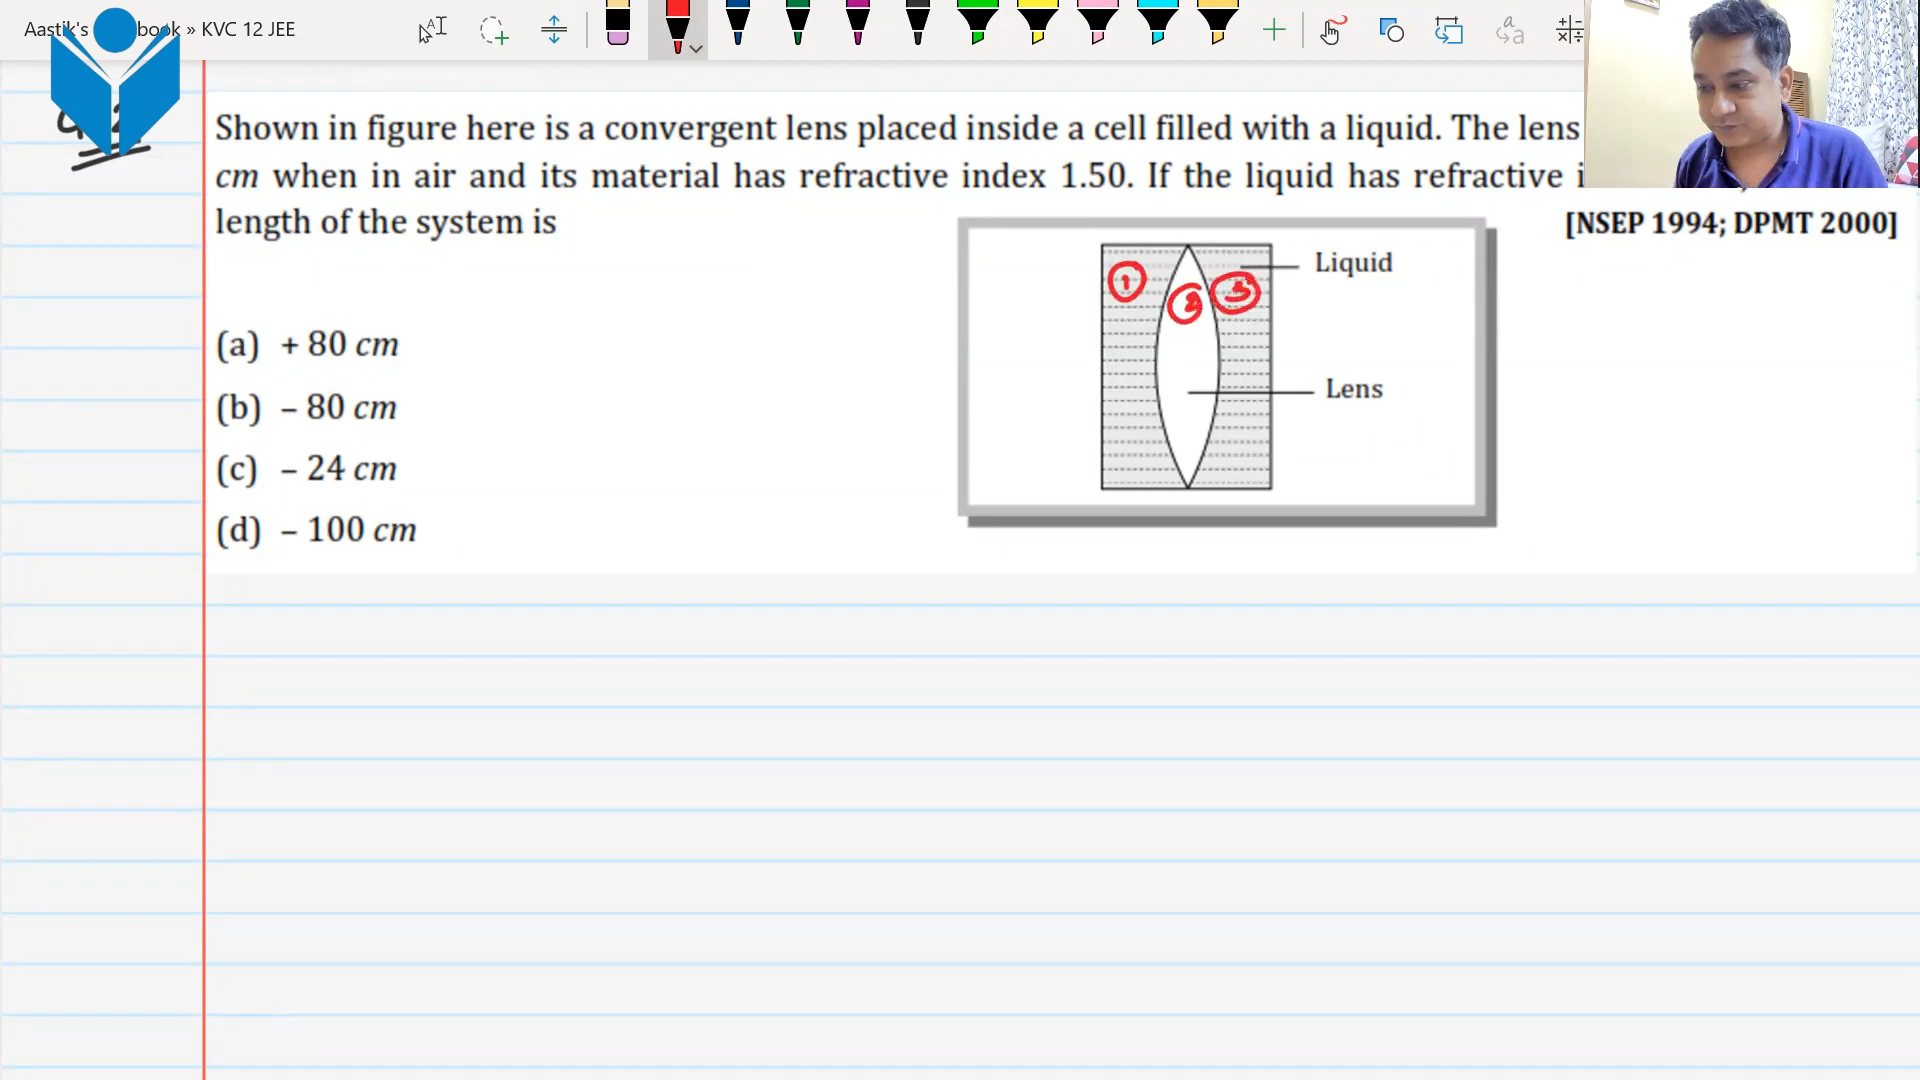 Aastik's
book » KVC 12 JEE
Shown in figure here is a convergent lens placed inside a cell filled with a liquid. The lens
cm when in air and its material has refractive index 1.50. If the liquid has refractive
length of the system is
[NSEP 1994; DPMT 2000]
Liquid
① ② ③
Lens
(a) + 80 cm
(b) – 80 cm
(c) – 24 cm
(d) – 100 cm